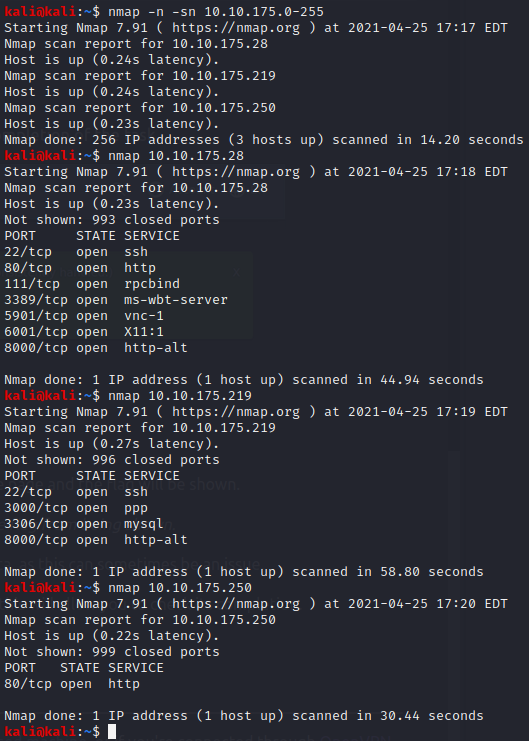 kali@kali:~$ nmap -n -sn 10.10.175.0-255
Starting Nmap 7.91 ( https://nmap.org ) at 2021-04-25 17:17 EDT
Nmap scan report for 10.10.175.28
Host is up (0.24s latency).
Nmap scan report for 10.10.175.219
Host is up (0.24s latency).
Nmap scan report for 10.10.175.250
Host is up (0.23s latency).
Nmap done: 256 IP addresses (3 hosts up) scanned in 14.20 seconds
kali@kali:~$ nmap 10.10.175.28
Starting Nmap 7.91 ( https://nmap.org ) at 2021-04-25 17:18 EDT
Nmap scan report for 10.10.175.28
Host is up (0.23s latency).
Not shown: 993 closed ports
PORT     STATE SERVICE
22/tcp   open  ssh
80/tcp   open  http
111/tcp  open  rpcbind
3389/tcp open  ms-wbt-server
5901/tcp open  vnc-1
6001/tcp open  X11:1
8000/tcp open  http-alt

Nmap done: 1 IP address (1 host up) scanned in 44.94 seconds
kali@kali:~$ nmap 10.10.175.219
Starting Nmap 7.91 ( https://nmap.org ) at 2021-04-25 17:19 EDT
Nmap scan report for 10.10.175.219
Host is up (0.27s latency).
Not shown: 996 closed ports
PORT     STATE SERVICE
22/tcp   open  ssh
3000/tcp open  ppp
3306/tcp open  mysql
8000/tcp open  http-alt

Nmap done: 1 IP address (1 host up) scanned in 58.80 seconds
kali@kali:~$ nmap 10.10.175.250
Starting Nmap 7.91 ( https://nmap.org ) at 2021-04-25 17:20 EDT
Nmap scan report for 10.10.175.250
Host is up (0.22s latency).
Not shown: 999 closed ports
PORT   STATE SERVICE
80/tcp open  http

Nmap done: 1 IP address (1 host up) scanned in 30.44 seconds
kali@kali:~$